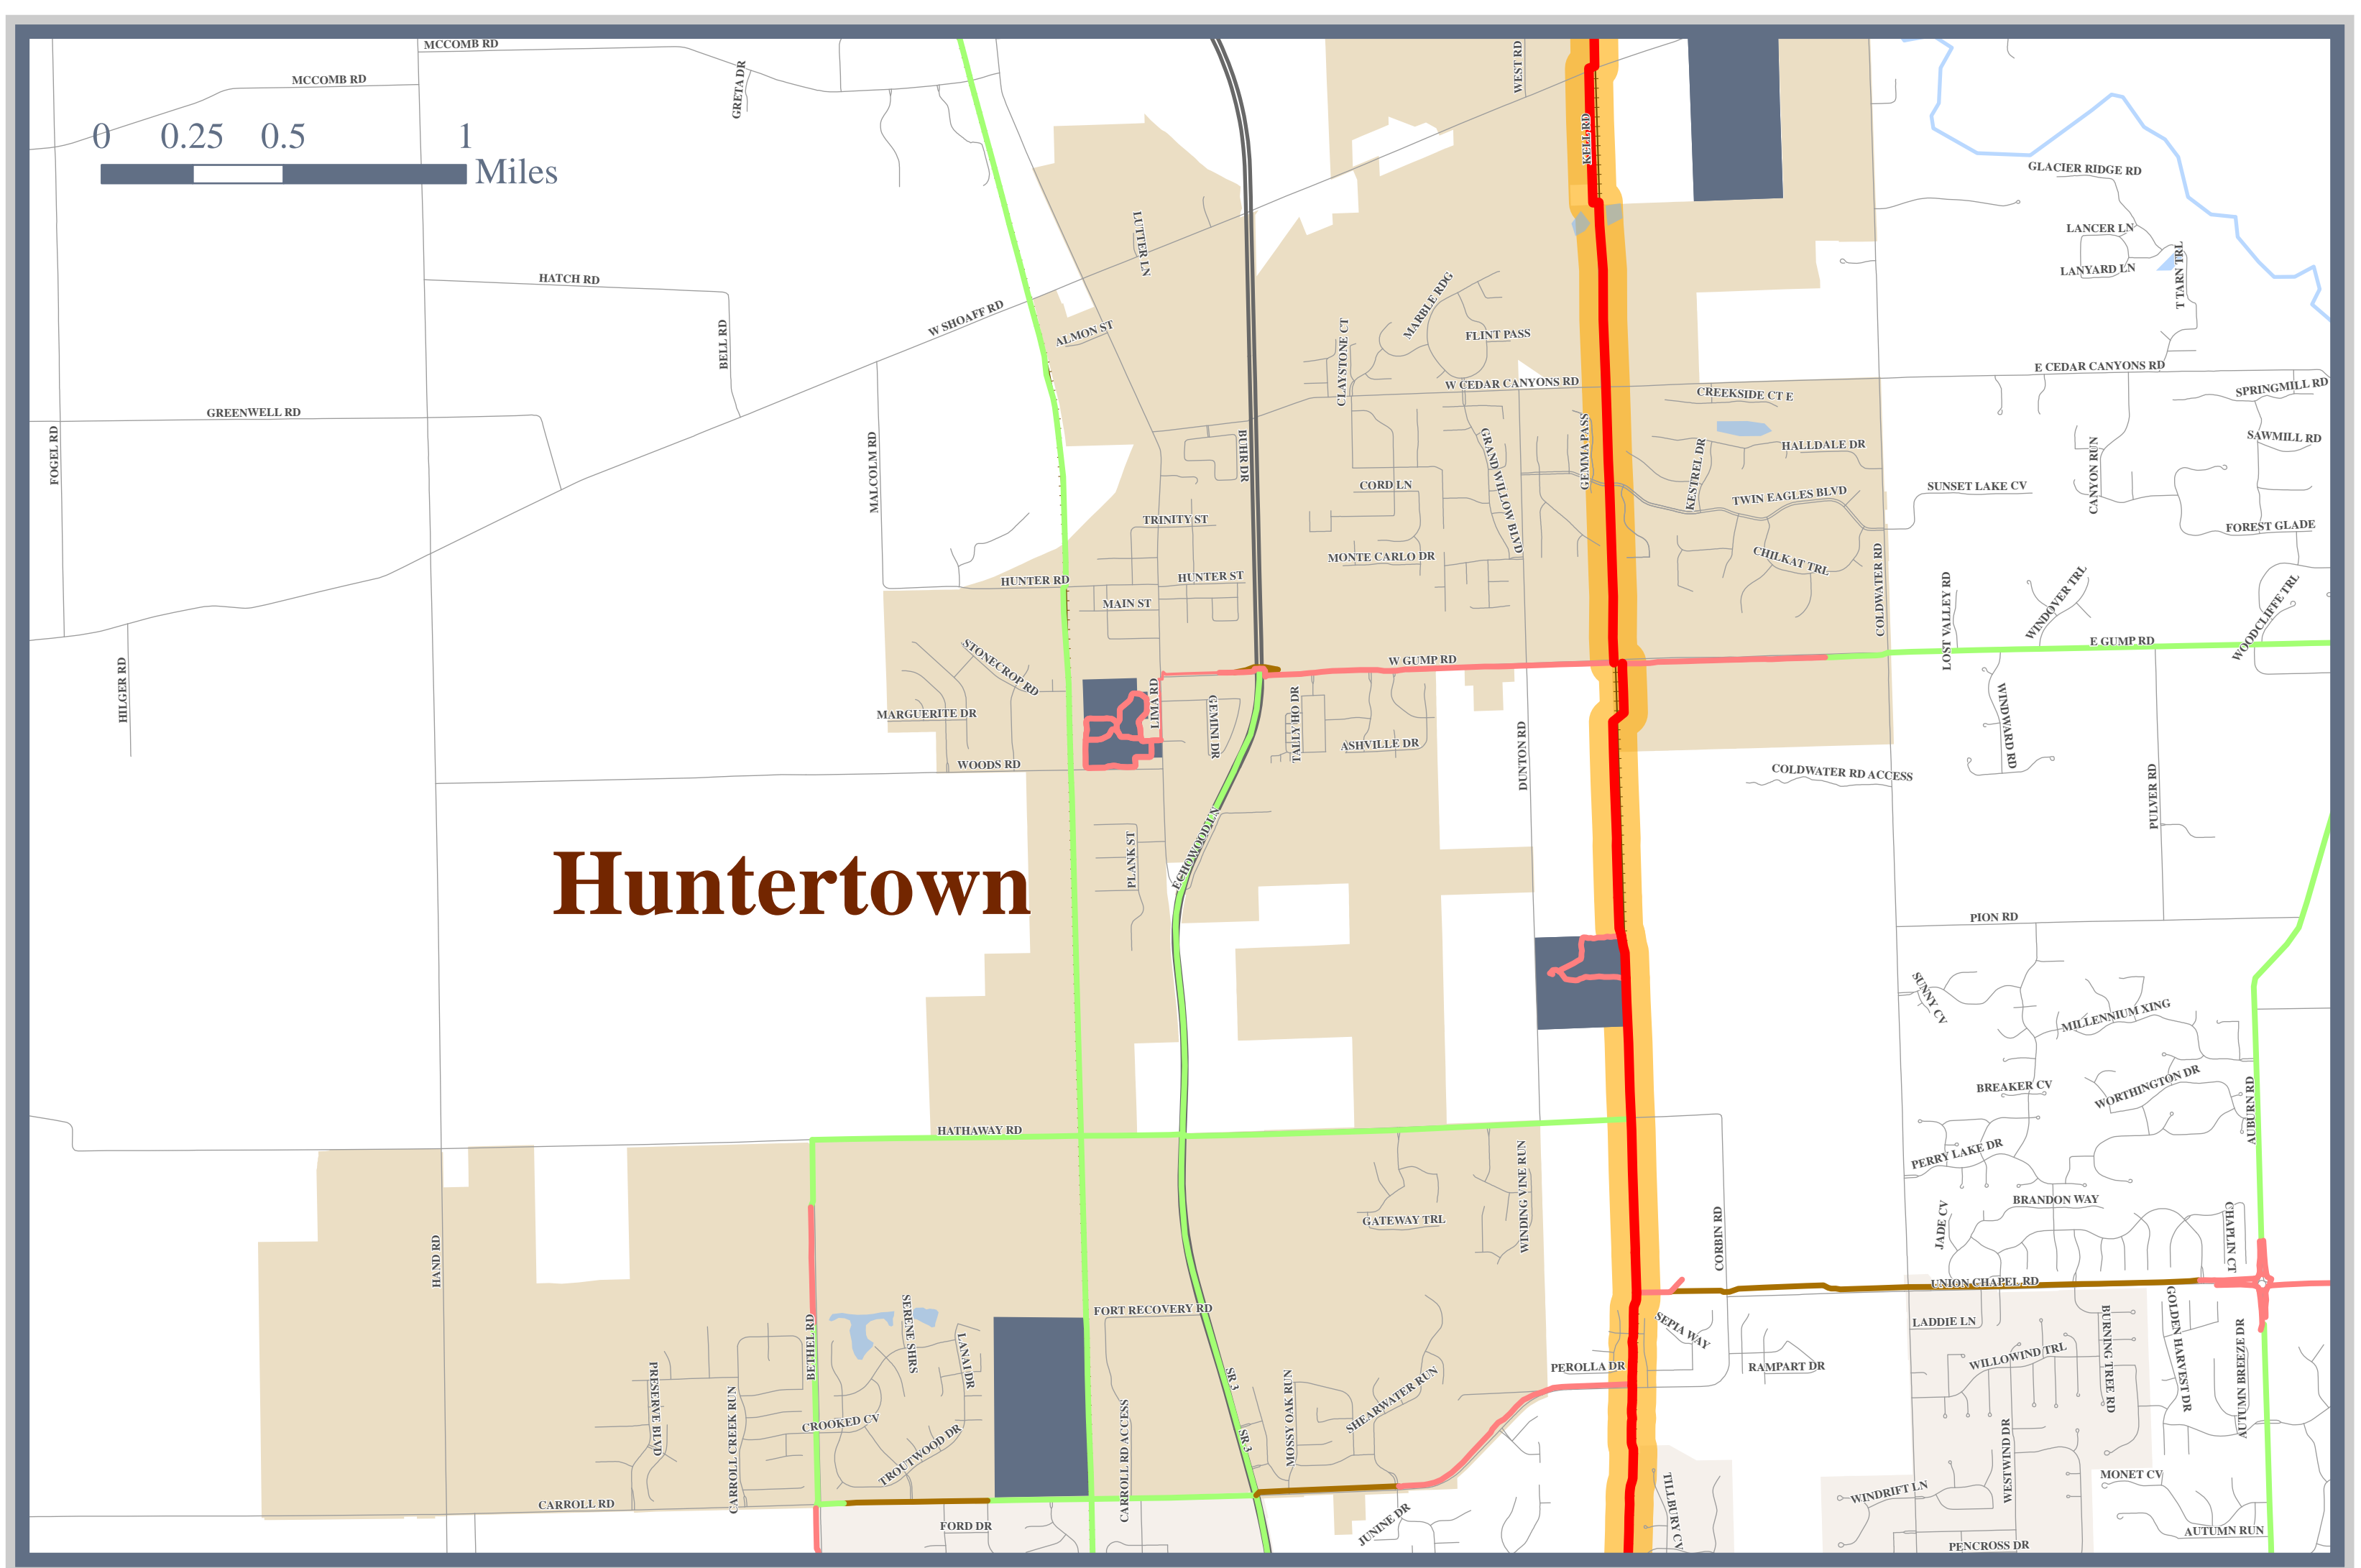 MCCOMB RD
MCCOMB RD
GRETA DR
WEST RD
KELL RD
0 0.25 0.5 1
Miles
GLACIER RIDGE RD
LANCER LN
LANYARD LN
T TARN TRL
LUTTER LN
HATCH RD
BELL RD
W SHOAFF RD
ALMON ST
MARBLE RDG
FLINT PASS
CLAYSTONE CT
W CEDAR CANYONS RD
E CEDAR CANYONS RD
CREEKSIDE CT E
SPRINGMILL RD
GREENWELL RD
FOGEL RD
MALCOLM RD
BUHR DR
GRAND WILLOW BLVD
GEMMA PASS
KESTREL DR
HALLDALE DR
SAWMILL RD
CANYON RUN
CORD LN
TWIN EAGLES BLVD
SUNSET LAKE CV
TRINITY ST
FOREST GLADE
MONTE CARLO DR
CHILKAT TRL
HUNTER RD
HUNTER ST
MAIN ST
COLDWATER RD
LOST VALLEY RD
WINDOVER TRL
WOODCLIFFE TRL
E GUMP RD
W GUMP RD
HILGER RD
STONECROP RD
MARGUERITE DR
LIMA RD
GEMINI DR
TALLY HO DR
ASHVILLE DR
DUNTON RD
WINDWARD RD
WOODS RD
COLDWATER RD ACCESS
PULVER RD
PLANK ST
ECHOWOOD LN
Huntertown
PION RD
SUNNY CV
MILLENNIUM XING
BREAKER CV
WORTHINGTON DR
AUBURN RD
HATHAWAY RD
PERRY LAKE DR
WINDING VINE RUN
GATEWAY TRL
BRANDON WAY
JADE CV
CHAPLIN CT
CORBIN RD
HAND RD
UNION CHAPEL RD
FORT RECOVERY RD
SERENE SHRS
LANAI DR
BETHEL RD
SEPIA WAY
LADDIE LN
BURNING TREE RD
GOLDEN HARVEST DR
AUTUMN BREEZE DR
WILLOWIND TRL
PEROLLA DR
RAMPART DR
PRESERVE BLVD
CARROLL CREEK RUN
CROOKED CV
TROUTWOOD DR
CARROLL RD ACCESS
SR 3
SR 3
MOSSY OAK RUN
SHEARWATER RUN
WESTWIND DR
MONET CV
WINDRIFT LN
TILLBURY CV
CARROLL RD
FORD DR
JUNINE DR
AUTUMN RUN
PENCROSS DR